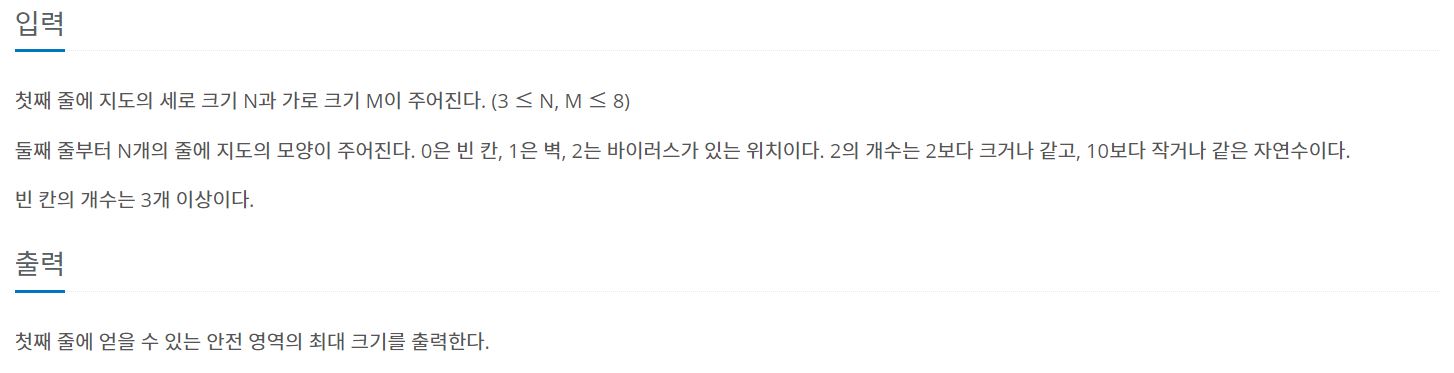 입력
첫째 줄에 지도의 세로 크기 N과 가로 크기 M이 주어진다. (3 ≤ N, M ≤ 8)
둘째 줄부터 N개의 줄에 지도의 모양이 주어진다. 0은 빈 칸, 1은 벽, 2는 바이러스가 있는 위치이다. 2의 개수는 2보다 크거나 같고, 10보다 작거나 같은 자연수이다.
빈 칸의 개수는 3개 이상이다.
출력
첫째 줄에 얻을 수 있는 안전 영역의 최대 크기를 출력한다.